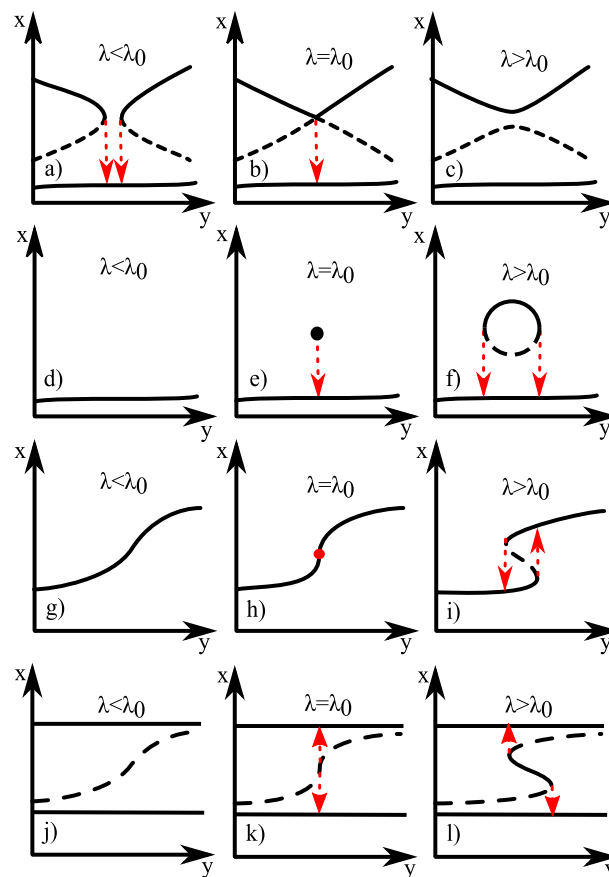 x λ<λ₀ a) y
x λ=λ₀ b) y
x λ>λ₀ c) y
x λ<λ₀ d) y
x λ=λ₀ e) y
x λ>λ₀ f) y
x λ<λ₀ g) y
x λ=λ₀ h) y
x λ>λ₀ i) y
x λ<λ₀ j) y
x λ=λ₀ k) y
x λ>λ₀ l) y